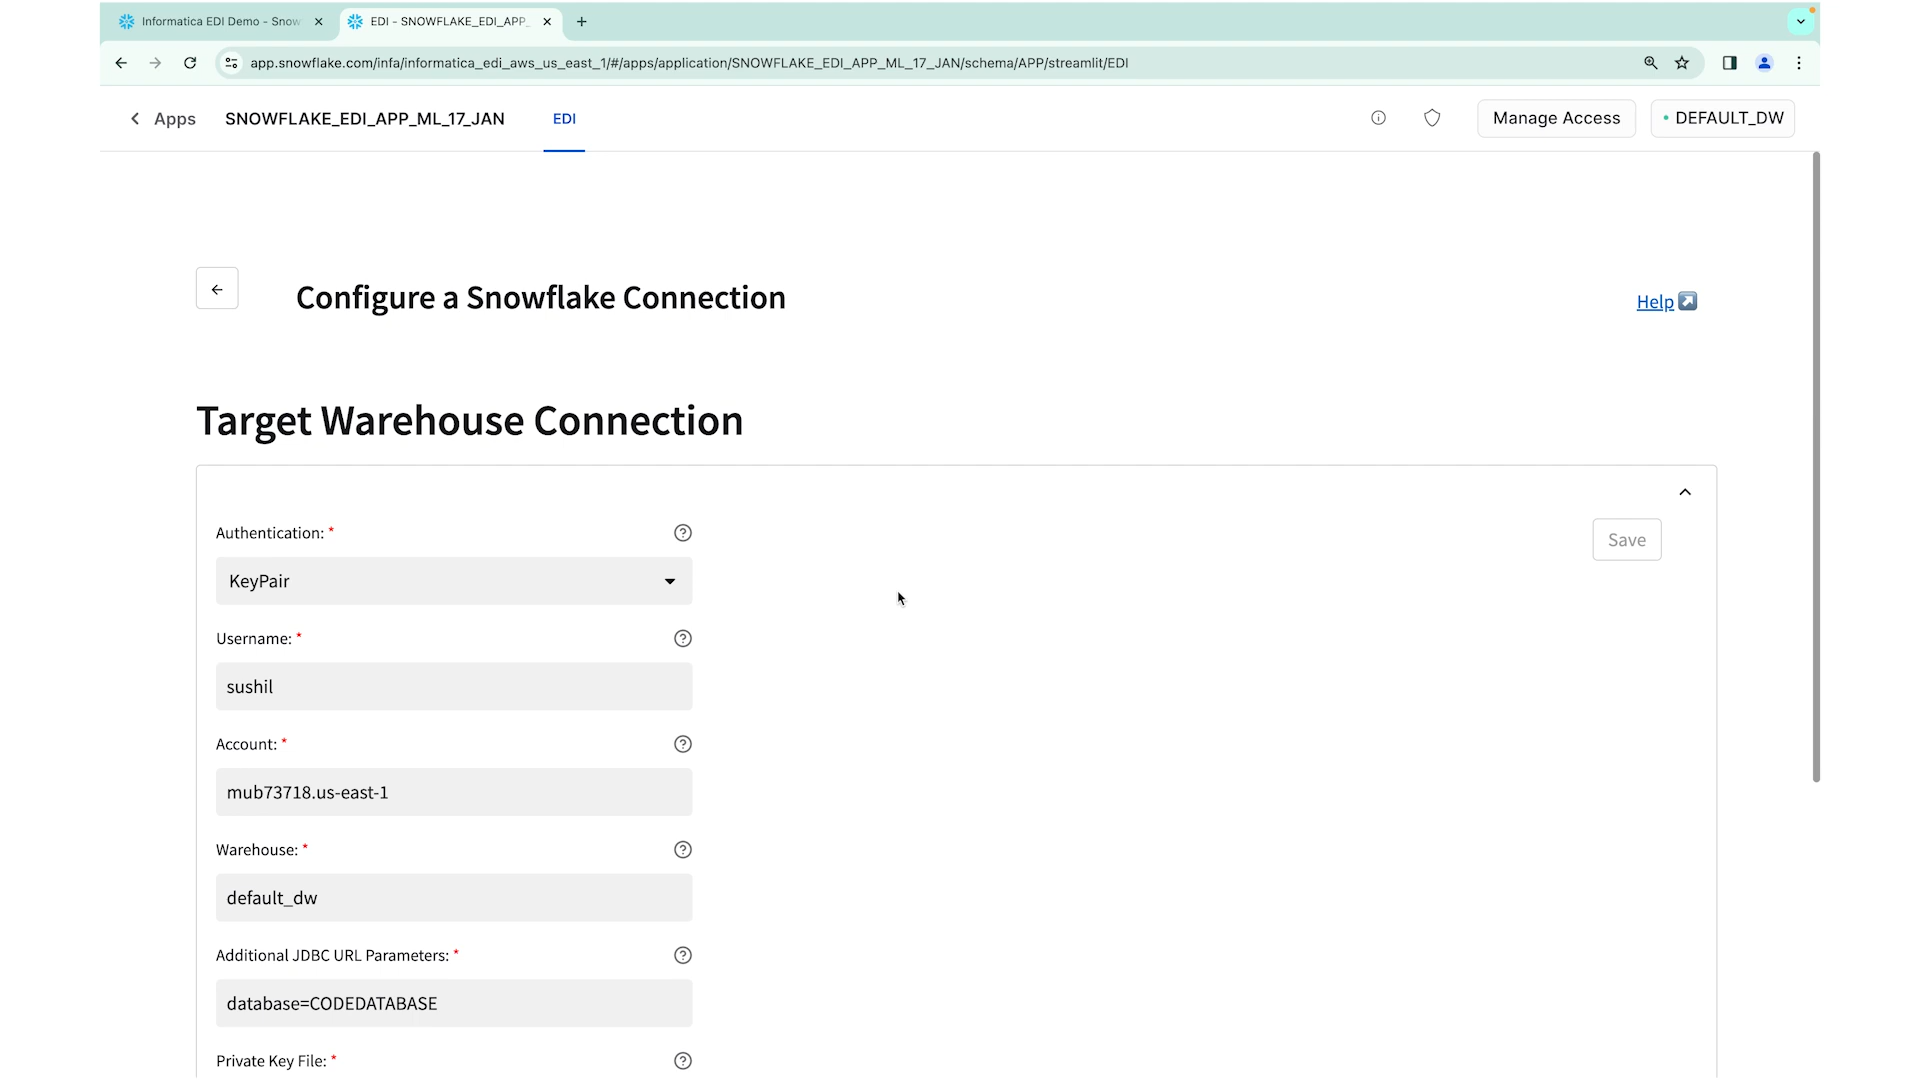 Informatica EDI Demo - Snow
EDI - SNOWFLAKE_EDI_APP_
app.snowflake.com/infa/informatica_edi_aws_us_east_1/#/apps/application/SNOWFLAKE_EDI_APP_ML_17_JAN/schema/APP/streamlit/EDI
Apps SNOWFLAKE_EDI_APP_ML_17_JAN EDI Manage Access DEFAULT_DW
Configure a Snowflake Connection
Help
Target Warehouse Connection
Authentication: *
Save
KeyPair
Username: *
sushil
Account: *
mub73718.us-east-1
Warehouse: *
default_dw
Additional JDBC URL Parameters: *
database=CODEDATABASE
Private Key File: *